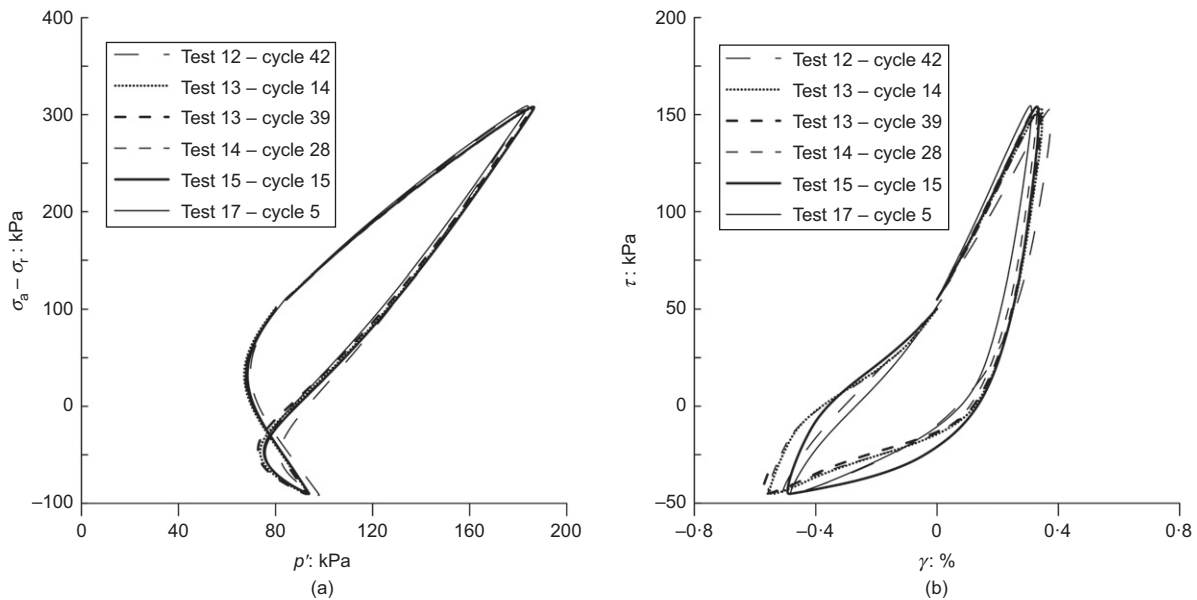 400
300
200
100
0
–100
σa – σr : kPa
Test 12 – cycle 42
Test 13 – cycle 14
Test 13 – cycle 39
Test 14 – cycle 28
Test 15 – cycle 15
Test 17 – cycle 5
0
40
80
120
160
200
p′: kPa
(a)
200
150
100
50
0
–50
τ: kPa
Test 12 – cycle 42
Test 13 – cycle 14
Test 13 – cycle 39
Test 14 – cycle 28
Test 15 – cycle 15
Test 17 – cycle 5
–0·8
–0·4
0
0·4
0·8
γ: %
(b)